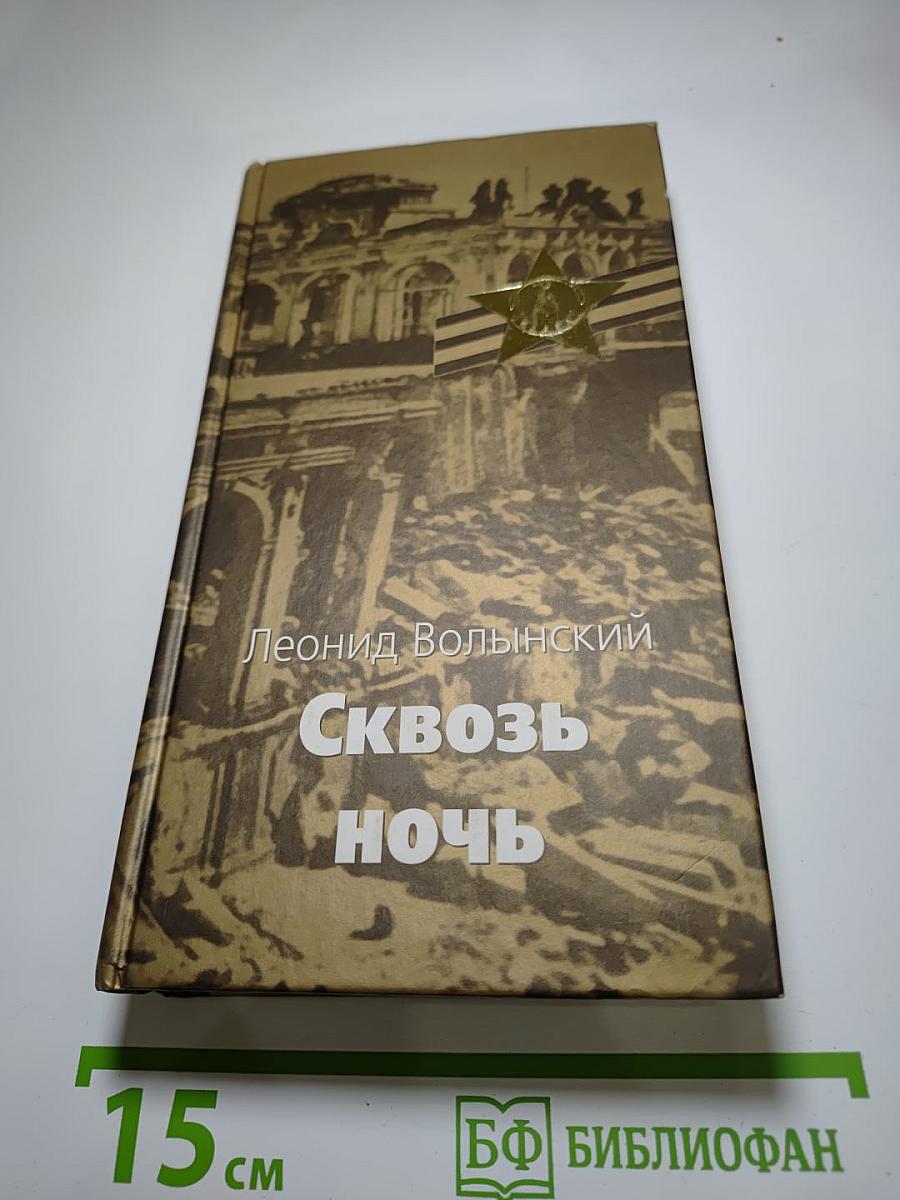 Леонид Волынский
Сквозь
ночь
15 см
БФ БИБЛИОФАН